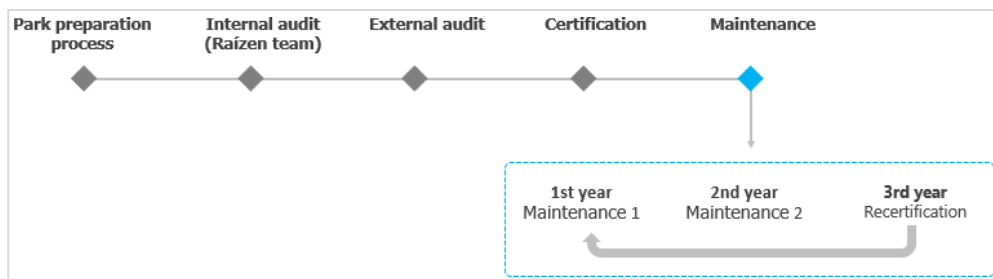 Park preparation
process
Internal audit
(Raízen team)
External audit
Certification
Maintenance
1st year
Maintenance 1
2nd year
Maintenance 2
3rd year
Recertification